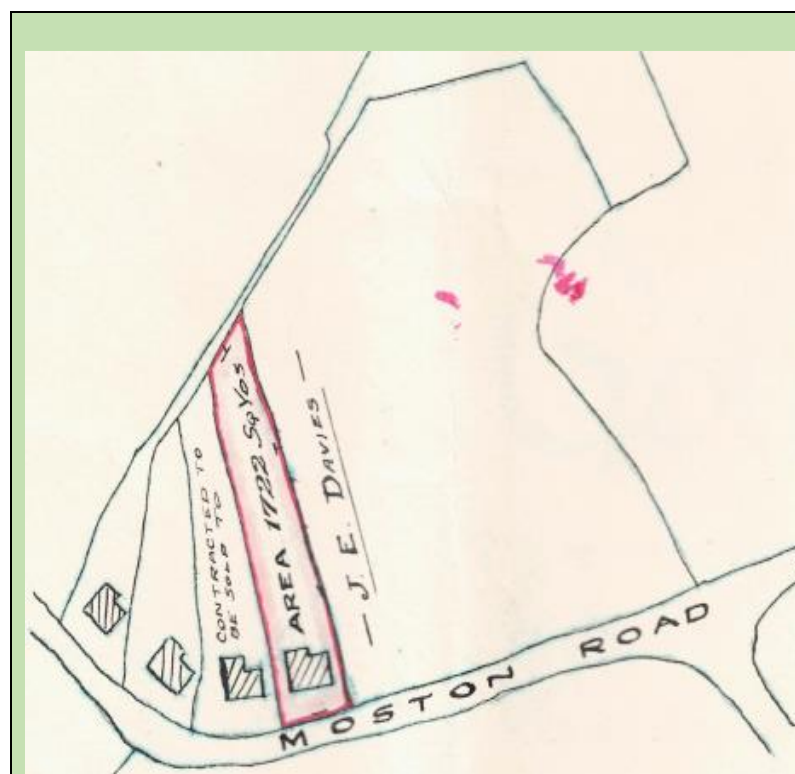 CONTRACTED TO
BE SOLD TO
AREA 1722 Sq Yds
— J. E. DAVIES —
MOSTON ROAD